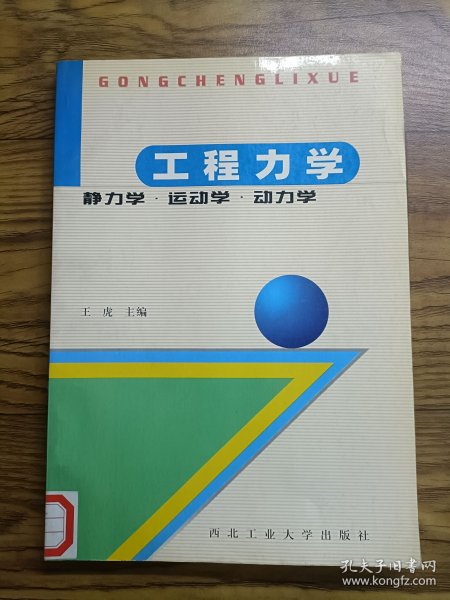 GONGCHENGLIXUE
工程力学
静力学·运动学·动力学
王虎 主编
西北工业大学出版社
孔夫子旧书网
www.kongfz.com